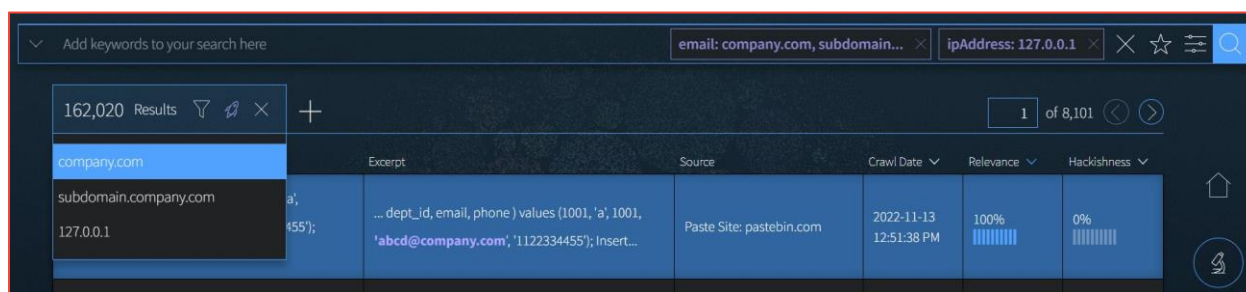 Add keywords to your search here
email: company.com, subdomain...
ipAddress: 127.0.0.1
162,020 Results
1 of 8,101
company.com
subdomain.company.com
127.0.0.1
Excerpt
Source
Crawl Date
Relevance
Hackishness
a',
455');
... dept_id, email, phone ) values (1001, 'a', 1001,
'abcd@company.com', '1122334455'); Insert...
Paste Site: pastebin.com
2022-11-13
12:51:38 PM
100%
0%